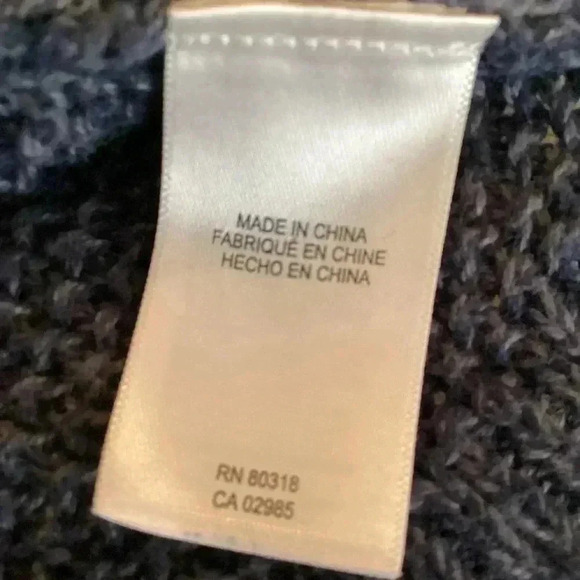 MADE IN CHINA
FABRIQUÉ EN CHINE
HECHO EN CHINA
RN 80318
CA 02985